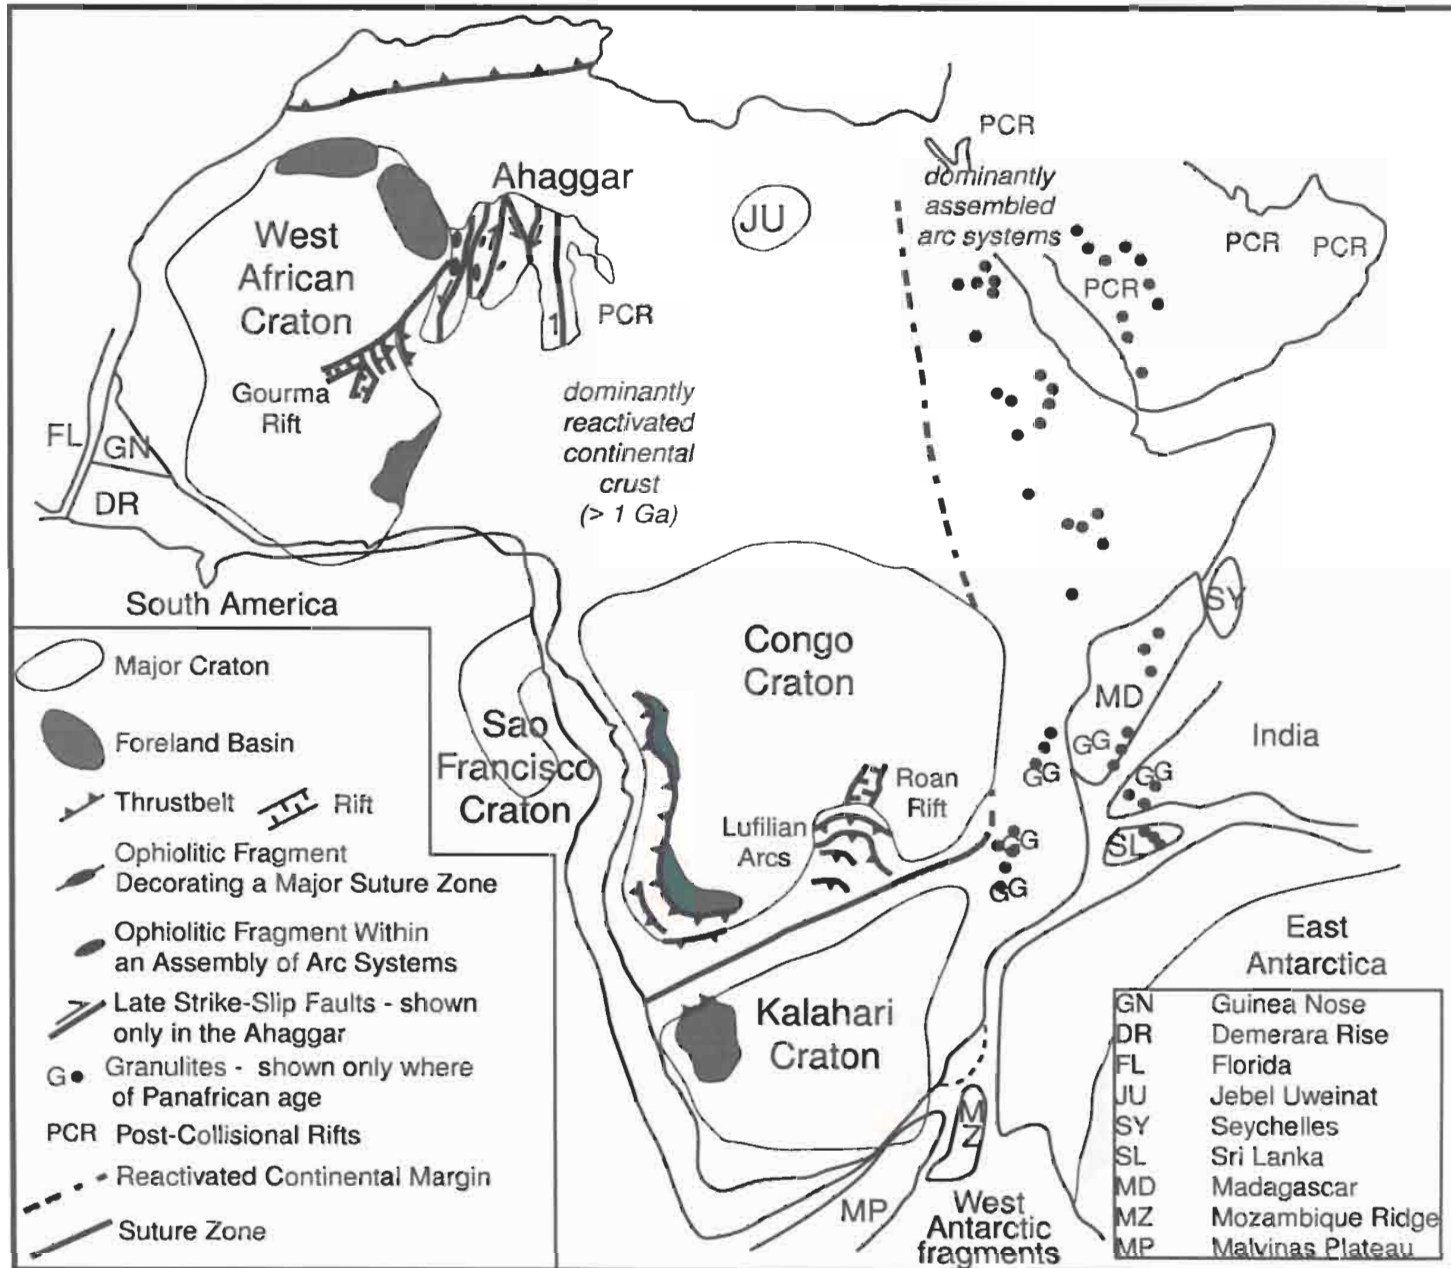 PCR
Ahaggar
dominantly
assembled
arc systems
JU
West
African
Craton
PCR
PCR
PCR
1
1
PCR
Gourma
Rift
dominantly
reactivated
continental
crust
(> 1 Ga)
FL
GN
DR
South America
SY
Congo
Craton
MD
Sao
Francisco
Craton
GG
India
Roan
Rift
GG
GG
Lufilian
Arcs
G
SL
GG
East
Antarctica
Kalahari
Craton
M
Z
MP
West
Antarctic
fragments
Major Craton
Foreland Basin
Thrustbelt
Rift
Ophiolitic Fragment
Decorating a Major Suture Zone
Ophiolitic Fragment Within
an Assembly of Arc Systems
Late Strike-Slip Faults - shown
only in the Ahaggar
G Granulites - shown only where
of Panafrican age
PCR Post-Collisional Rifts
Reactivated Continental Margin
Suture Zone
GN Guinea Nose
DR Demerara Rise
FL Florida
JU Jebel Uweinat
SY Seychelles
SL Sri Lanka
MD Madagascar
MZ Mozambique Ridge
MP Malvinas Plateau